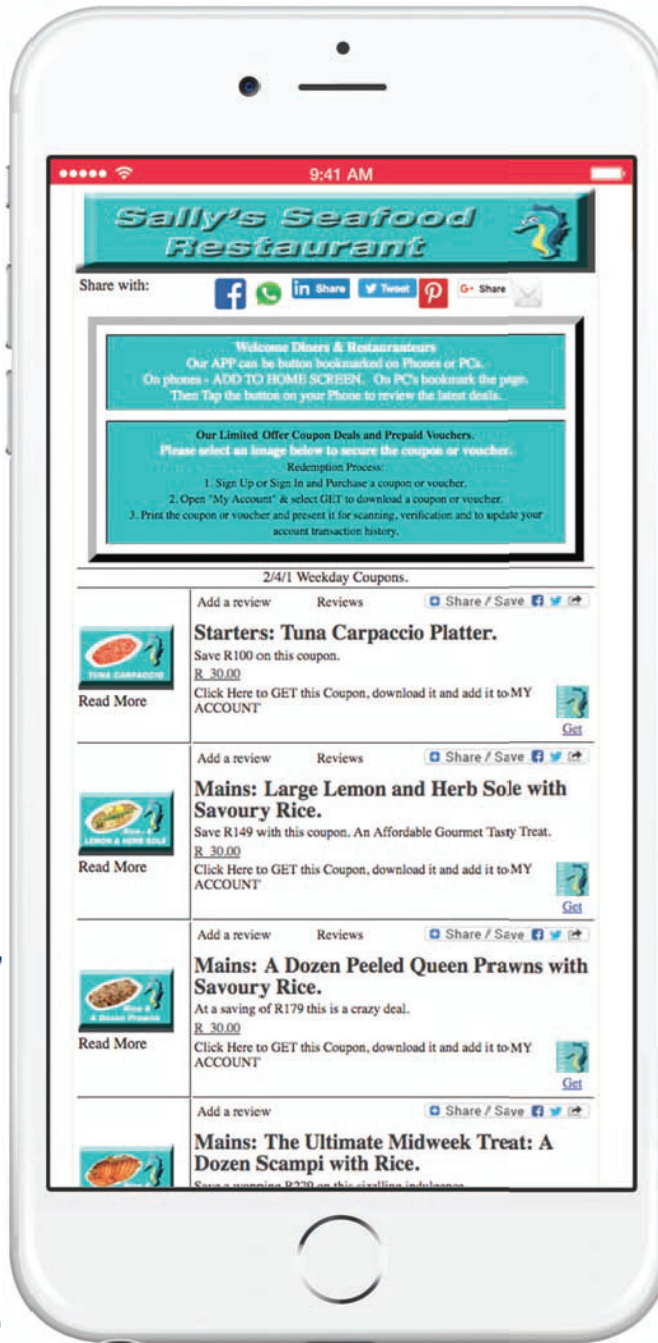 9:41 AM
Sally's Seafood
Restaurant
Share with:
in Share
Tweet
G+ Share
Welcome Diners & Restauranteurs
Our APP can be button bookmarked on Phones or PCs.
On phones - ADD TO HOME SCREEN. On PC's bookmark the page.
Then Tap the button on your Phone to review the latest deals.
Our Limited Offer Coupon Deals and Prepaid Vouchers.
Please select an Image below to secure the coupon or voucher.
Redemption Process:
1. Sign Up or Sign In and Purchase a coupon or voucher.
2. Open "My Account" & select GET to download a coupon or voucher.
3. Print the coupon or voucher and present it for scanning, verification and to update your
account transaction history.
2/4/1 Weekday Coupons.
Add a review Reviews Share / Save
Starters: Tuna Carpaccio Platter.
Save R100 on this coupon.
R 30.00
TUNA CARPACCIO
Read More
Click Here to GET this Coupon, download it and add it to MY
ACCOUNT
Get
Add a review Reviews Share / Save
Mains: Large Lemon and Herb Sole with
Savoury Rice.
Save R149 with this coupon. An Affordable Gourmet Tasty Treat.
R 30.00
Rice &
LEMON & HERB SOLE
Read More
Click Here to GET this Coupon, download it and add it to MY
ACCOUNT
Get
Add a review Reviews Share / Save
Mains: A Dozen Peeled Queen Prawns with
Savoury Rice.
At a saving of R179 this is a crazy deal.
R 30.00
Rice &
A Dozen Prawns
Read More
Click Here to GET this Coupon, download it and add it to MY
ACCOUNT
Get
Add a review Share / Save
Mains: The Ultimate Midweek Treat: A
Dozen Scampi with Rice.